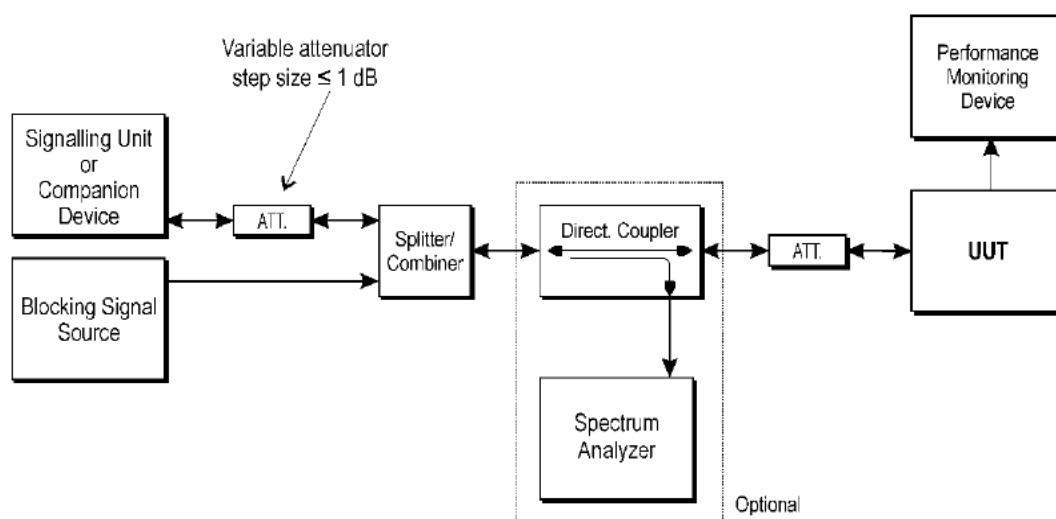 Variable attenuator
step size ≤ 1 dB
Performance
Monitoring
Device
Signalling Unit
or
Companion
Device
ATT.
Splitter/
Combiner
Direct. Coupler
ATT.
UUT
Blocking Signal
Source
Spectrum
Analyzer
Optional